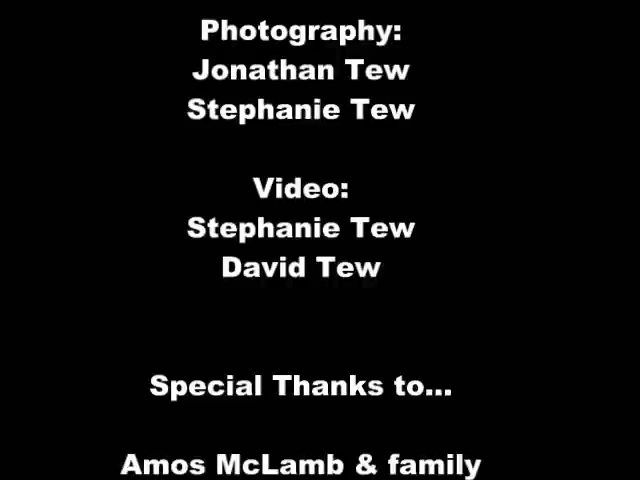 Photography:
Jonathan Tew
Stephanie Tew
Video:
Stephanie Tew
David Tew
Special Thanks to...
Amos McLamb & family